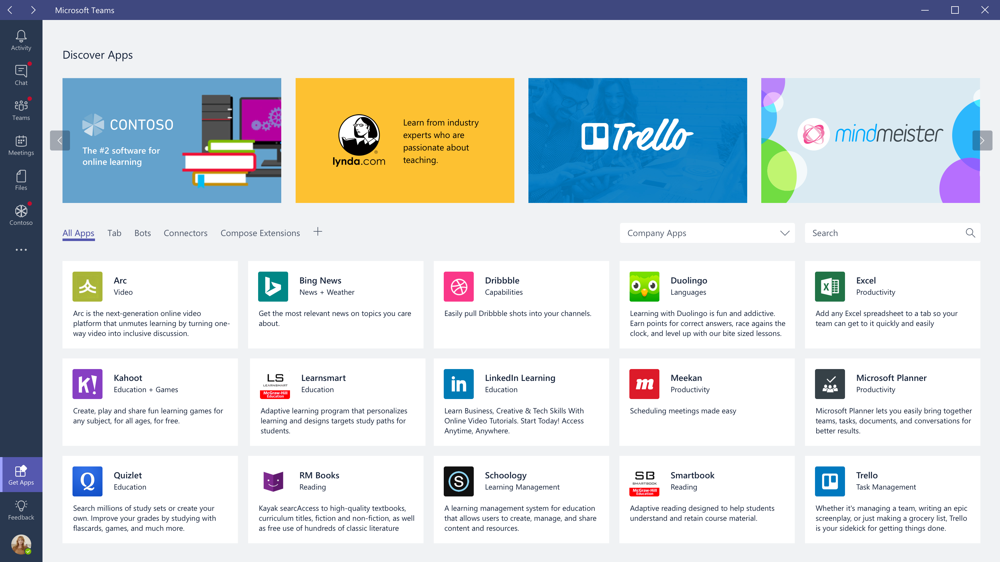 Microsoft Teams
Activity
Chat
Teams
Meetings
Files
Contoso
Get Apps
Feedback
Discover Apps
CONTOSO
The #2 software for
online learning
lynda.com
®
Learn from industry
experts who are
passionate about
teaching.
Trello
mindmeister
All Apps
Tab
Bots
Connectors
Compose Extensions
Company Apps
Search
Arc
Video
Arc is the next-generation online video
platform that unmutes learning by turning one-
way video into inclusive discussion.
Bing News
News + Weather
Get the most relevant news on topics you care
about.
Dribbble
Capabilities
Easily pull Dribbble shots into your channels.
Duolingo
Languages
Learning with Duolingo is fun and addictive.
Earn points for correct answers, race agains the
clock, and level up with our bite sized lessons.
X
Excel
Productivity
Add any Excel spreadsheet to a tab so your
team can get to it quickly and easily
K!
Kahoot
Education + Games
Create, play and share fun learning games for
any subject, for all ages, for free.
LS
LEARNSMART
McGraw-Hill
Education
Learnsmart
Education
Adaptive learning program that personalizes
learning and designs targets study paths for
students.
in
LinkedIn Learning
Education
Learn Business, Creative & Tech Skills With
Online Video Tutorials. Start Today! Access
Anytime, Anywhere.
m
Meekan
Productivity
Scheduling meetings made easy
Microsoft Planner
Productivity
Microsoft Planner lets you easily bring together
teams, tasks, documents, and conversations for
better results.
Q
Quizlet
Education
Search millions of study sets or create your
own. Improve your grades by studying with
flascards, games, and much more.
RM Books
Reading
Kayak searcAccess to high-quality textbooks,
curriculum titles, fiction and non-fiction, as well
as free use of hundreds of classic literature
S
Schoology
Learning Management
A learning management system for education
that allows users to create, manage, and share
content and resources.
SB
SMARTBOOK
McGraw-Hill
Education
Smartbook
Reading
Adaptive reading designed to help students
understand and retain course material.
Trello
Task Management
Whether it's managing a team, writing an epic
screenplay, or just making a grocery list, Trello
is your sidekick for getting things done.